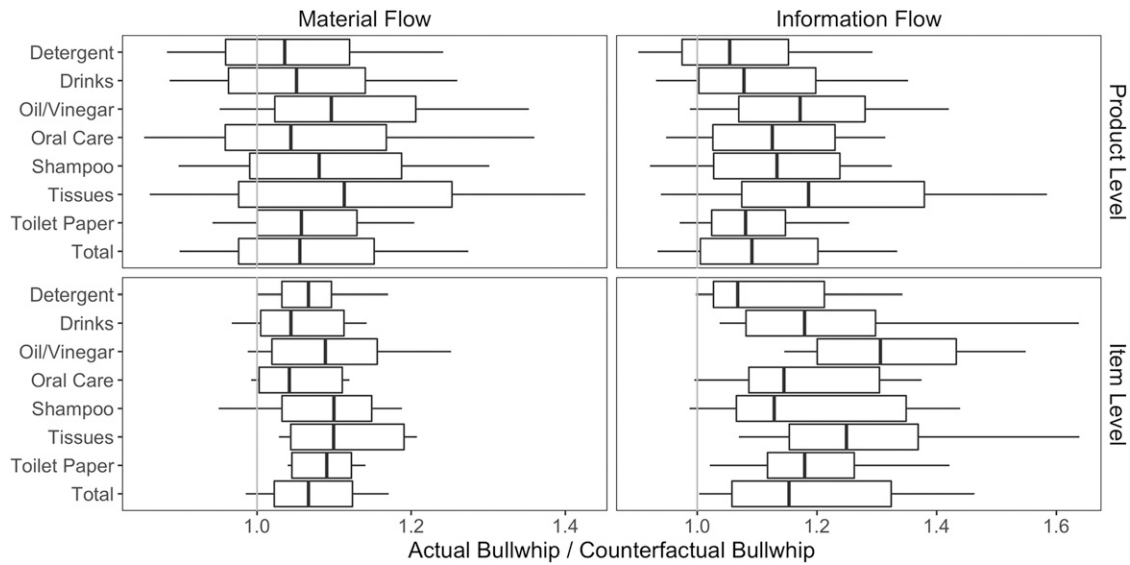 Material Flow
Information Flow
Detergent
Drinks
Oil/Vinegar
Oral Care
Shampoo
Tissues
Toilet Paper
Total
Product Level
Detergent
Drinks
Oil/Vinegar
Oral Care
Shampoo
Tissues
Toilet Paper
Total
Item Level
1.0 1.2 1.4
1.0 1.2 1.4 1.6
Actual Bullwhip / Counterfactual Bullwhip